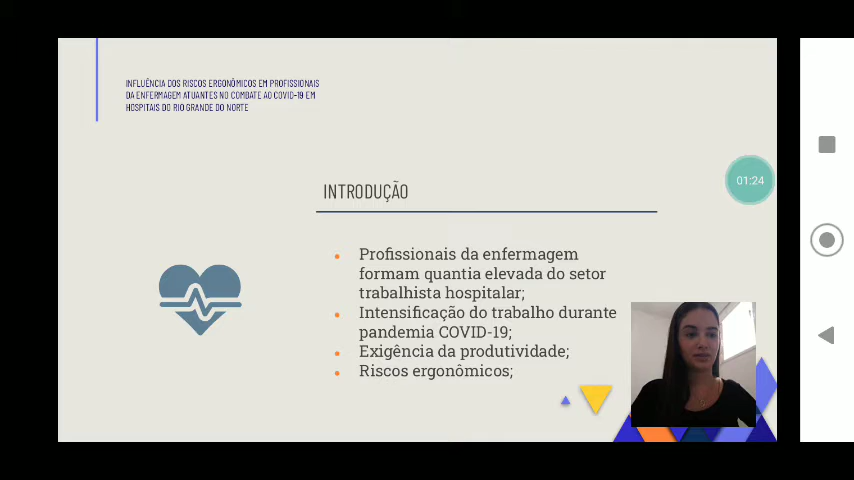 INFLUÊNCIA DOS RISCOS ERGONÔMICOS EM PROFISSIONAIS
DA ENFERMAGEM ATUANTES NO COMBATE AO COVID-19 EM
HOSPITAIS DO RIO GRANDE DO NORTE
INTRODUÇÃO
01:24
Profissionais da enfermagem
formam quantia elevada do setor
trabalhista hospitalar;
Intensificação do trabalho durante
pandemia COVID-19;
Exigência da produtividade;
Riscos ergonômicos;